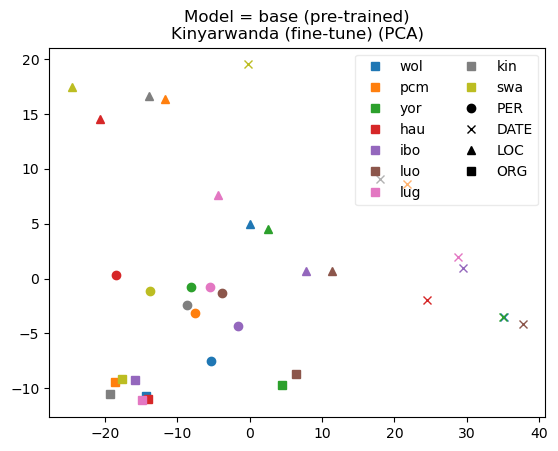 Model = base (pre-trained)
Kinyarwanda (fine-tune) (PCA)
20
15
10
5
0
−5
−10
−20
−10
0
10
20
30
40
wol
pcm
yor
hau
ibo
luo
lug
kin
swa
PER
DATE
LOC
ORG